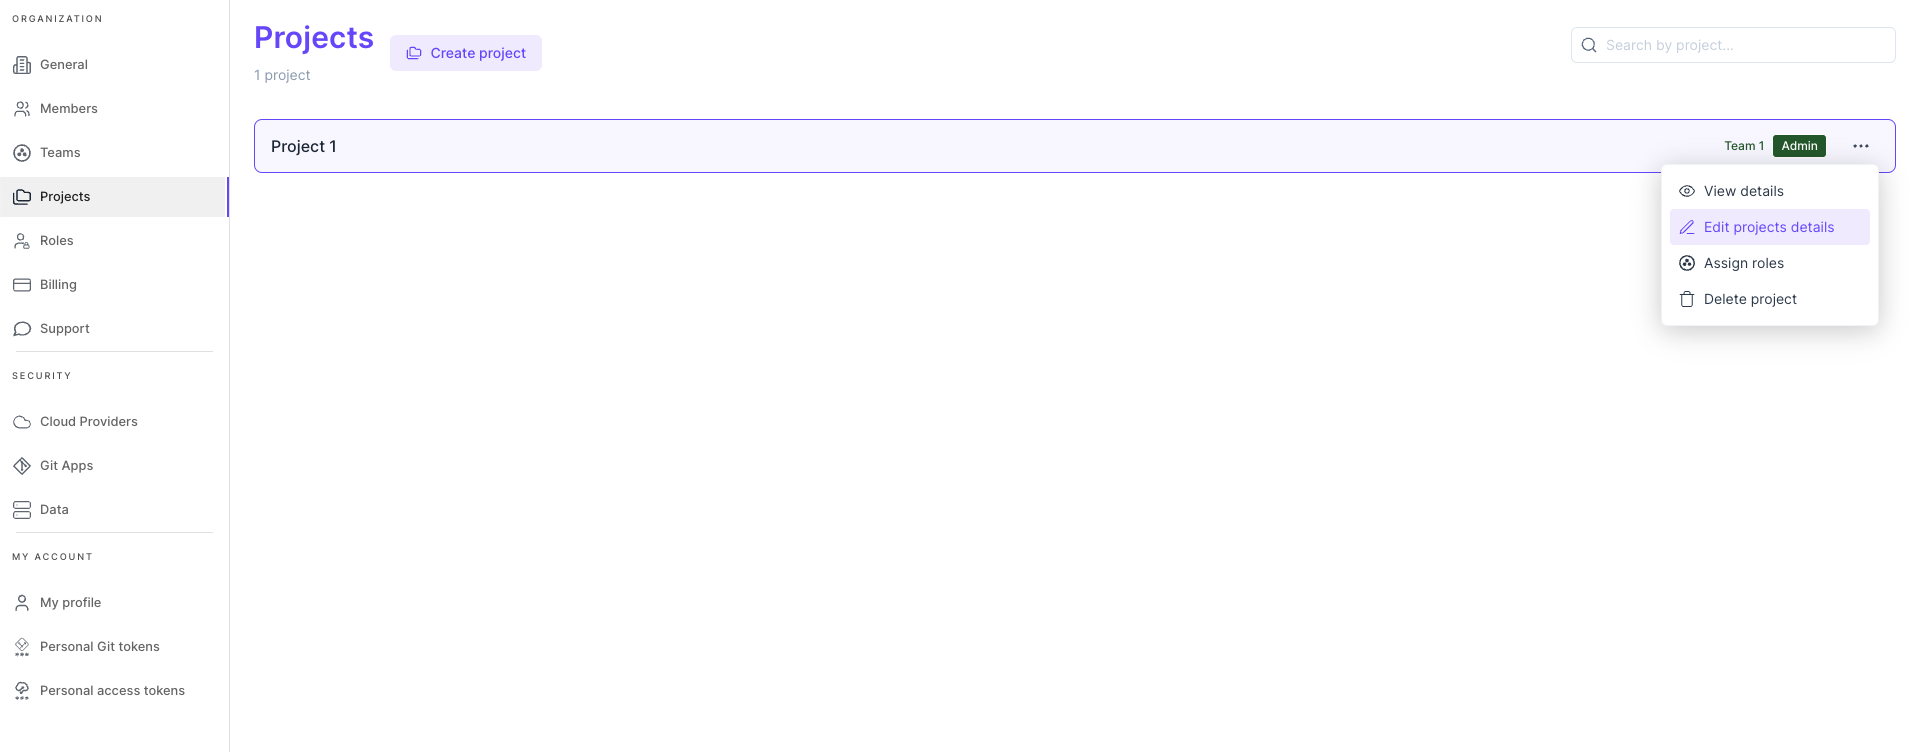 ORGANIZATION
General
Members
Teams
Projects
Roles
Billing
Support
SECURITY
Cloud Providers
Git Apps
Data
MY ACCOUNT
My profile
Personal Git tokens
Personal access tokens
Projects
Create project
1 project
Search by project...
Project 1
Team 1 Admin
View details
Edit projects details
Assign roles
Delete project